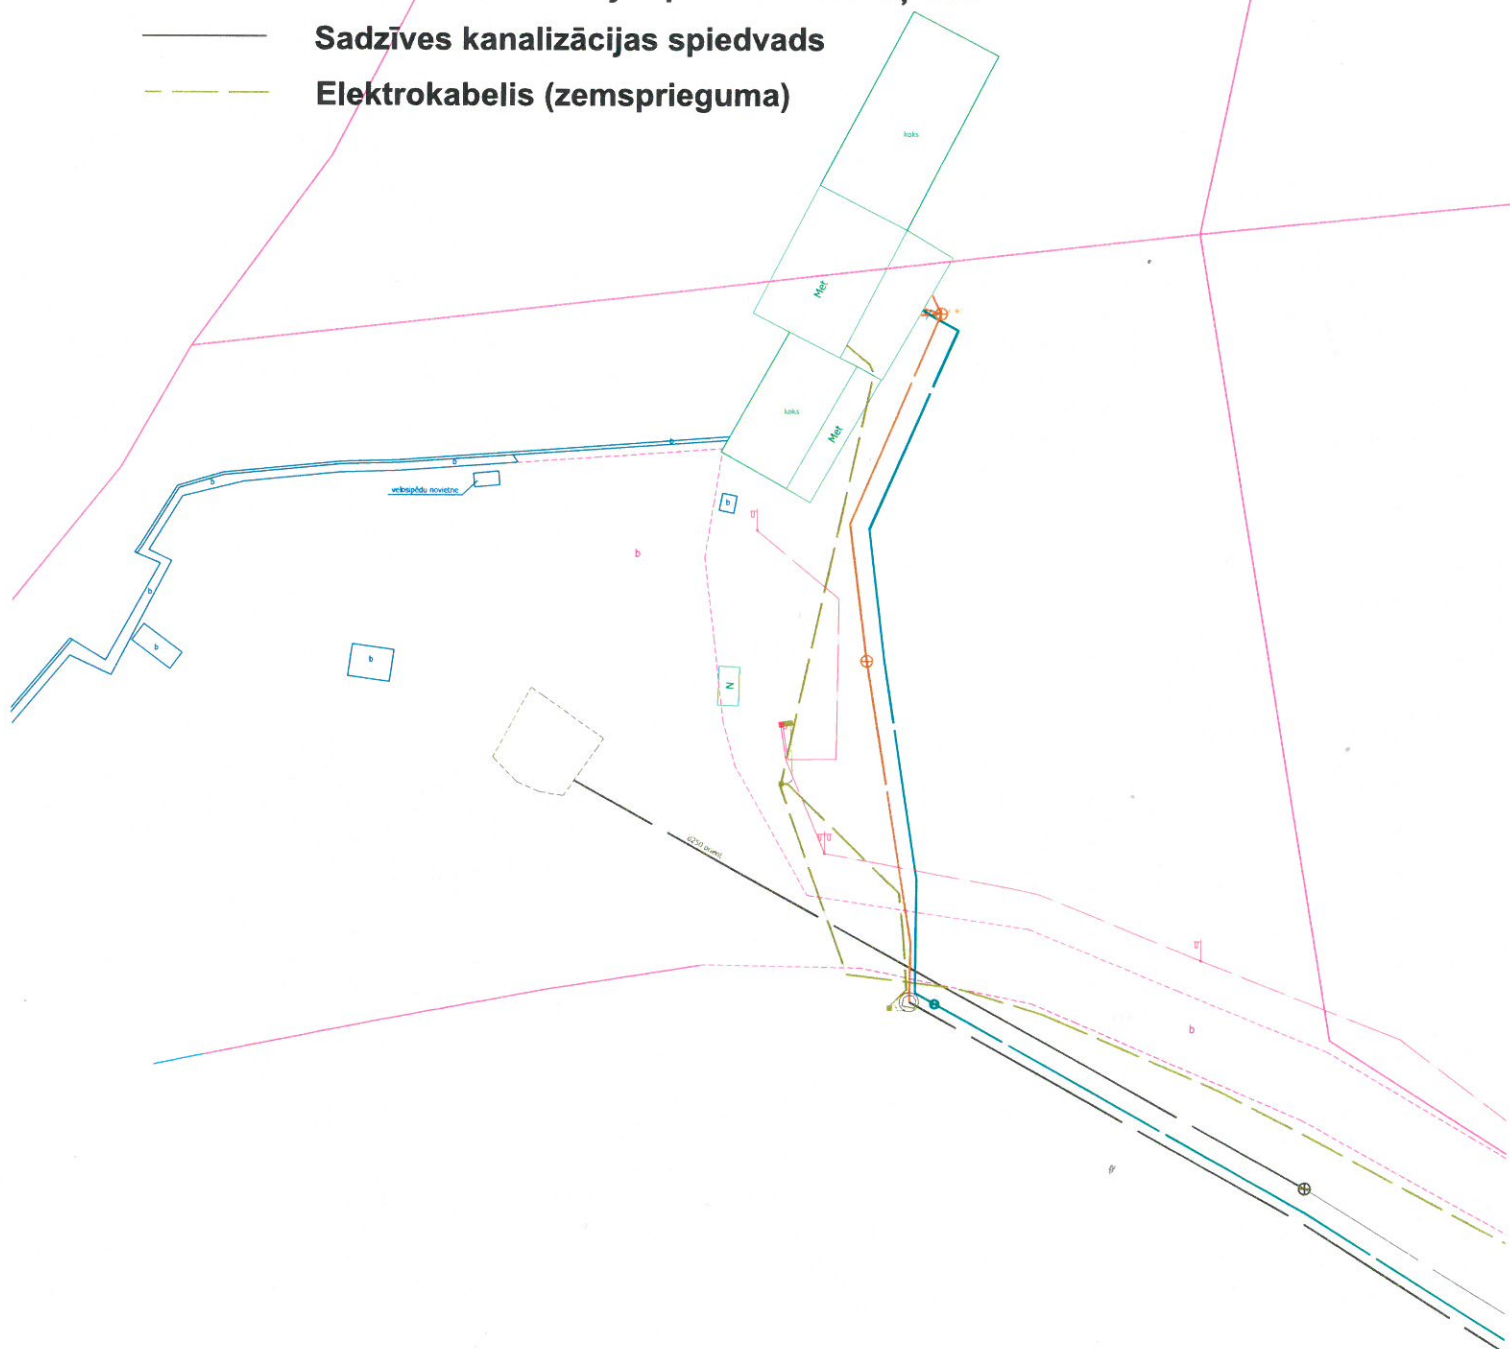 Sadzīves kanalizācijas spiedvads
Elektrokabelis (zemsprieguma)
koks
Met
koks
Met
b
b
b
velosipēdu novietne
b
b
b
b
b
N
b